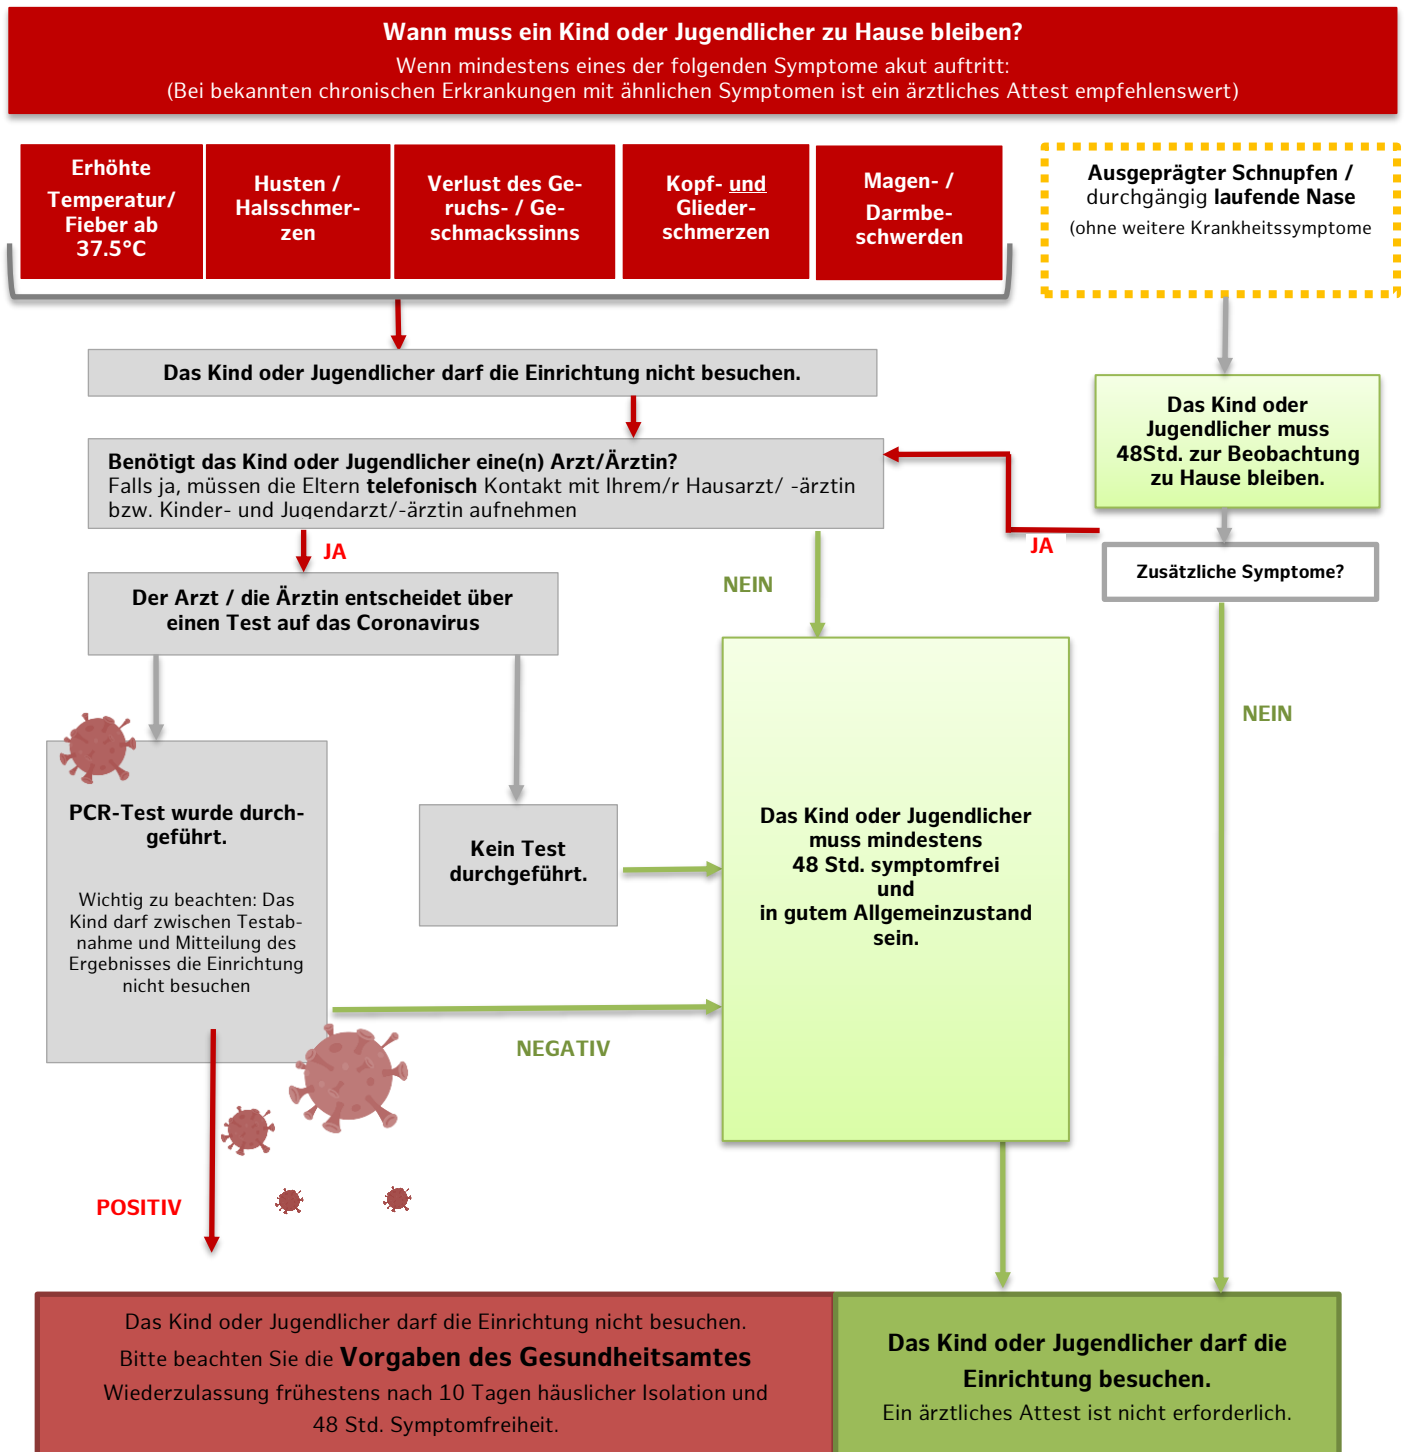 Wann muss ein Kind oder Jugendlicher zu Hause bleiben?
Wenn mindestens eines der folgenden Symptome akut auftritt:
(Bei bekannten chronischen Erkrankungen mit ähnlichen Symptomen ist ein ärztliches Attest empfehlenswert)
Erhöhte
Temperatur/
Fieber ab
37.5°C
Husten /
Halsschmer-
zen
Verlust des Ge-
ruchs- / Ge-
schmackssinns
Kopf- und
Glieder-
schmerzen
Magen- /
Darmbe-
schwerden
Ausgeprägter Schnupfen /
durchgängig laufende Nase
(ohne weitere Krankheitssymptome
Das Kind oder Jugendlicher darf die Einrichtung nicht besuchen.
Das Kind oder
Jugendlicher muss
48Std. zur Beobachtung
zu Hause bleiben.
Benötigt das Kind oder Jugendlicher eine(n) Arzt/Ärztin?
Falls ja, müssen die Eltern telefonisch Kontakt mit Ihrem/r Hausarzt/ -ärztin
bzw. Kinder- und Jugendarzt/-ärztin aufnehmen
JA
JA
Zusätzliche Symptome?
NEIN
Der Arzt / die Ärztin entscheidet über
einen Test auf das Coronavirus
NEIN
PCR-Test wurde durch-
geführt.
Wichtig zu beachten: Das
Kind darf zwischen Testab-
nahme und Mitteilung des
Ergebnisses die Einrichtung
nicht besuchen
Kein Test
durchgeführt.
Das Kind oder Jugendlicher
muss mindestens
48 Std. symptomfrei
und
in gutem Allgemeinzustand
sein.
NEGATIV
POSITIV
Das Kind oder Jugendlicher darf die Einrichtung nicht besuchen.
Bitte beachten Sie die Vorgaben des Gesundheitsamtes
Wiederzulassung frühestens nach 10 Tagen häuslicher Isolation und
48 Std. Symptomfreiheit.
Das Kind oder Jugendlicher darf die
Einrichtung besuchen.
Ein ärztliches Attest ist nicht erforderlich.